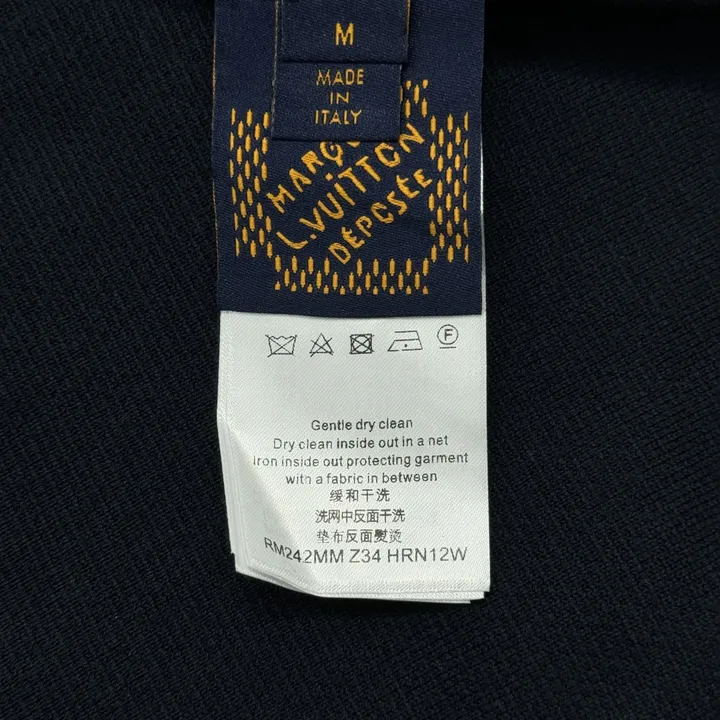 M
MADE
IN
ITALY
MARQU
L.VUITTON
DÉPOSÉE
F
Gentle dry clean
Dry clean inside out in a net
Iron inside out protecting garment
with a fabric in between
缓和干洗
洗网中反面干洗
垫布反面熨烫
RM242MM Z34 HRN12W